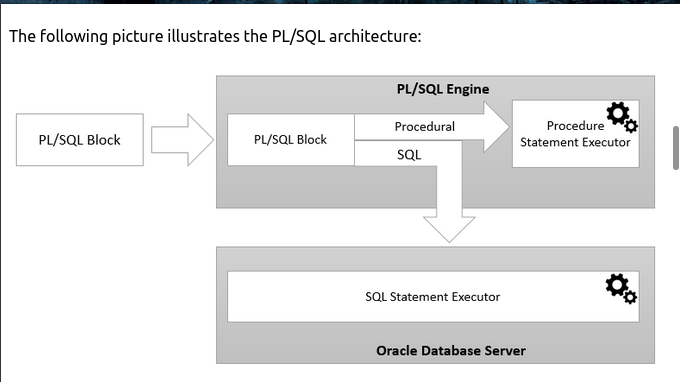 The following picture illustrates the PL/SQL architecture:
PL/SQL Engine
PL/SQL Block
PL/SQL Block
Procedural
SQL
Procedure
Statement Executor
SQL Statement Executor
Oracle Database Server